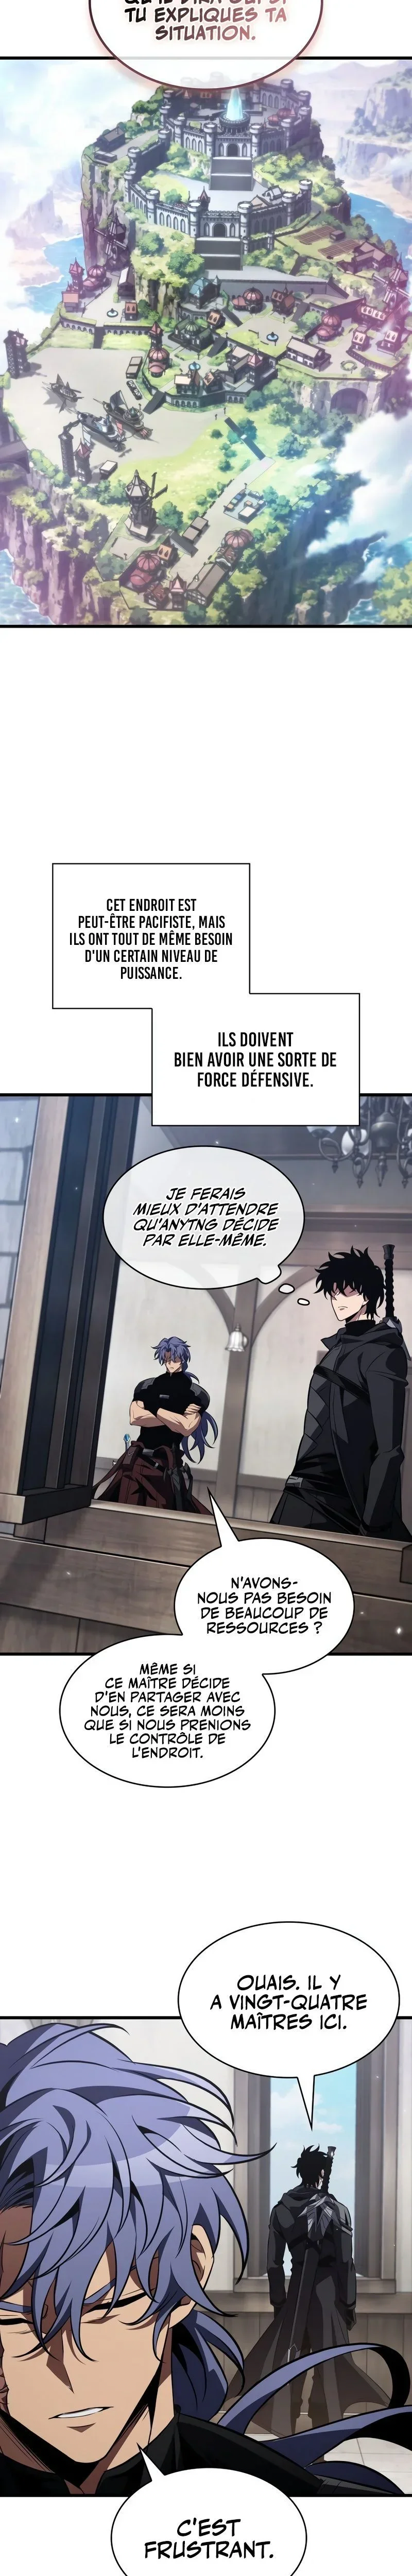 TU EXPLIQUES TA
SITUATION.
CET ENDROIT EST
PEUT-ÊTRE PACIFISTE, MAIS
ILS ONT TOUT DE MÊME BESOIN
D'UN CERTAIN NIVEAU DE
PUISSANCE.
ILS DOIVENT
BIEN AVOIR UNE SORTE DE
FORCE DÉFENSIVE.
JE FERAIS
MIEUX D'ATTENDRE
QU'ANYTNG DÉCIDE
PAR ELLE-MÊME.
N'AVONS-
NOUS PAS BESOIN
DE BEAUCOUP DE
RESSOURCES ?
MÊME SI
CE MAÎTRE DÉCIDE
D'EN PARTAGER AVEC
NOUS, CE SERA MOINS
QUE SI NOUS PRENIONS
LE CONTRÔLE DE
L'ENDROIT.
OUAIS. IL Y
A VINGT-QUATRE
MAÎTRES ICI.
C'EST
FRUSTRANT.